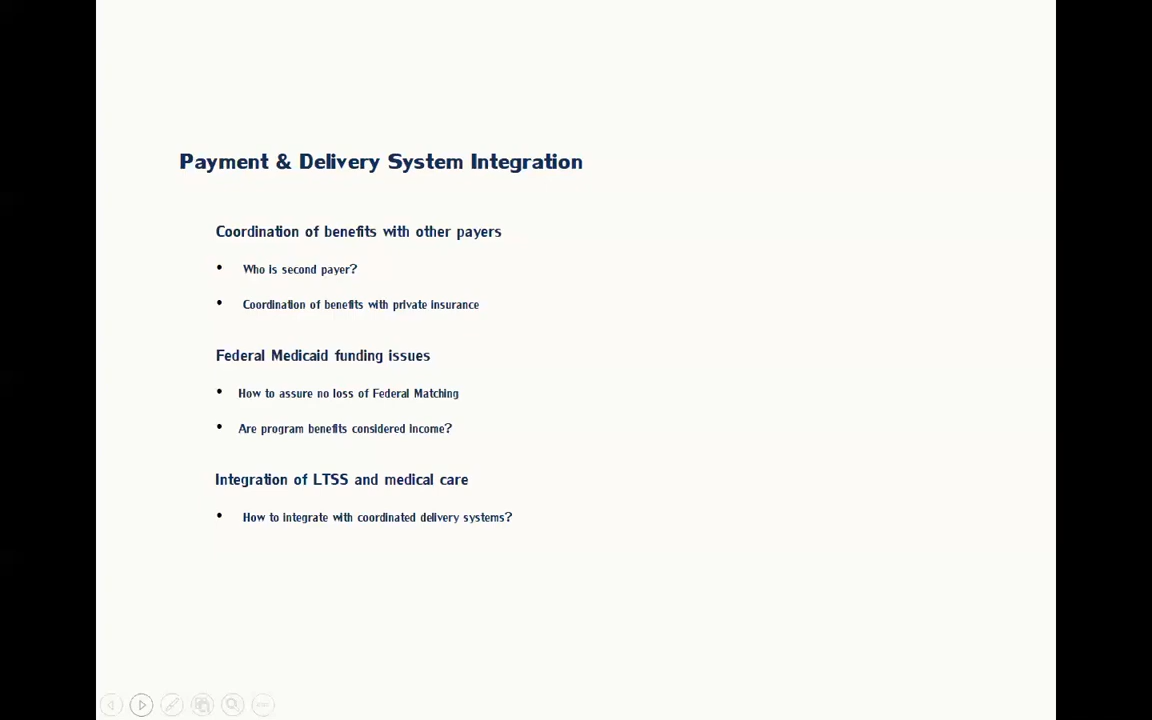 Payment & Delivery System Integration
Coordination of benefits with other payers
• Who is second payer?
• Coordination of benefits with private insurance
Federal Medicaid funding issues
• How to assure no loss of Federal Matching
• Are program benefits considered income?
Integration of LTSS and medical care
• How to integrate with coordinated delivery systems?